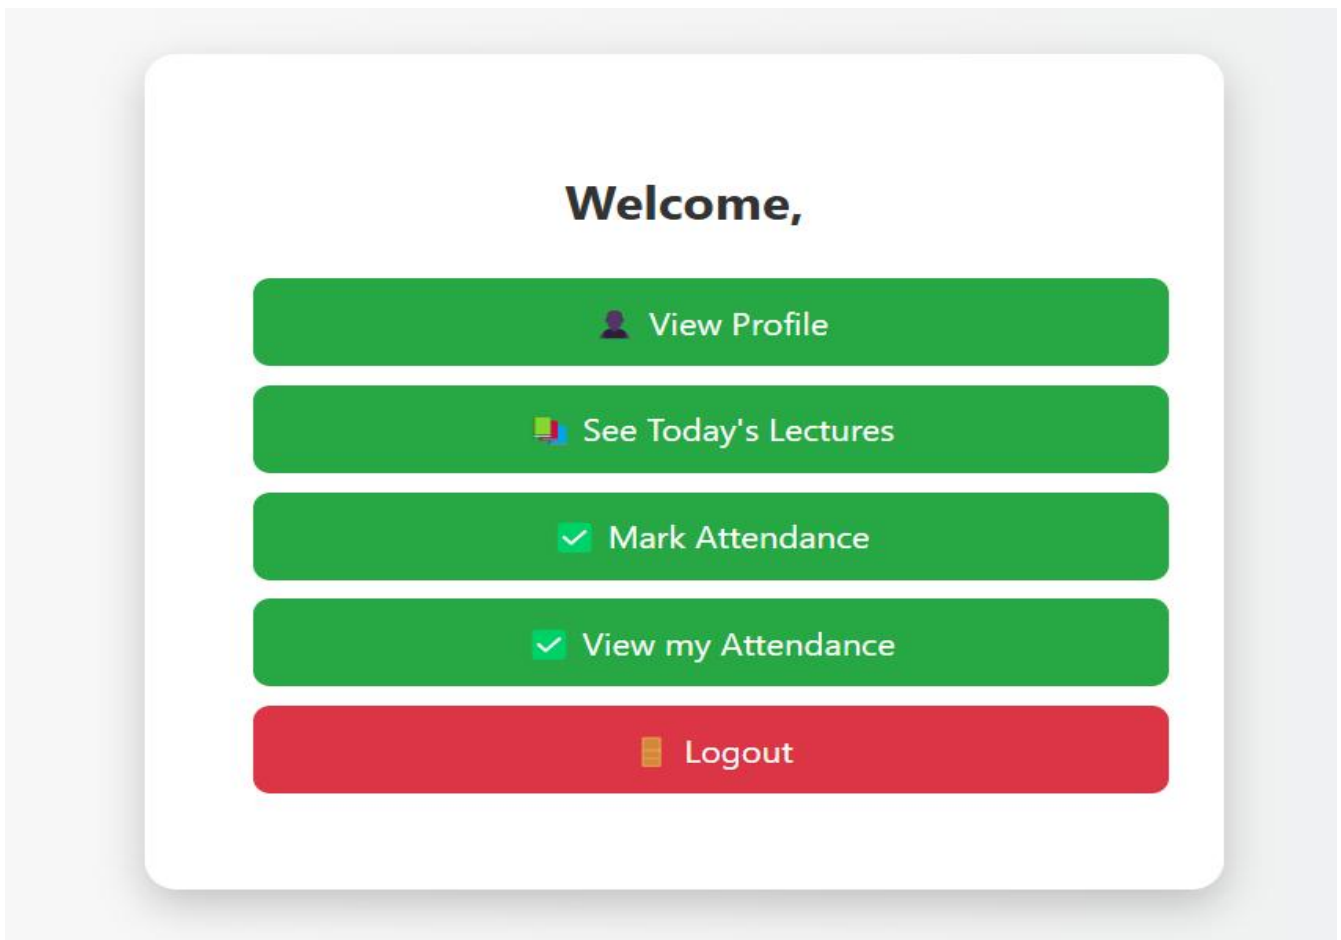 Welcome,
View Profile
See Today's Lectures
Mark Attendance
View my Attendance
Logout